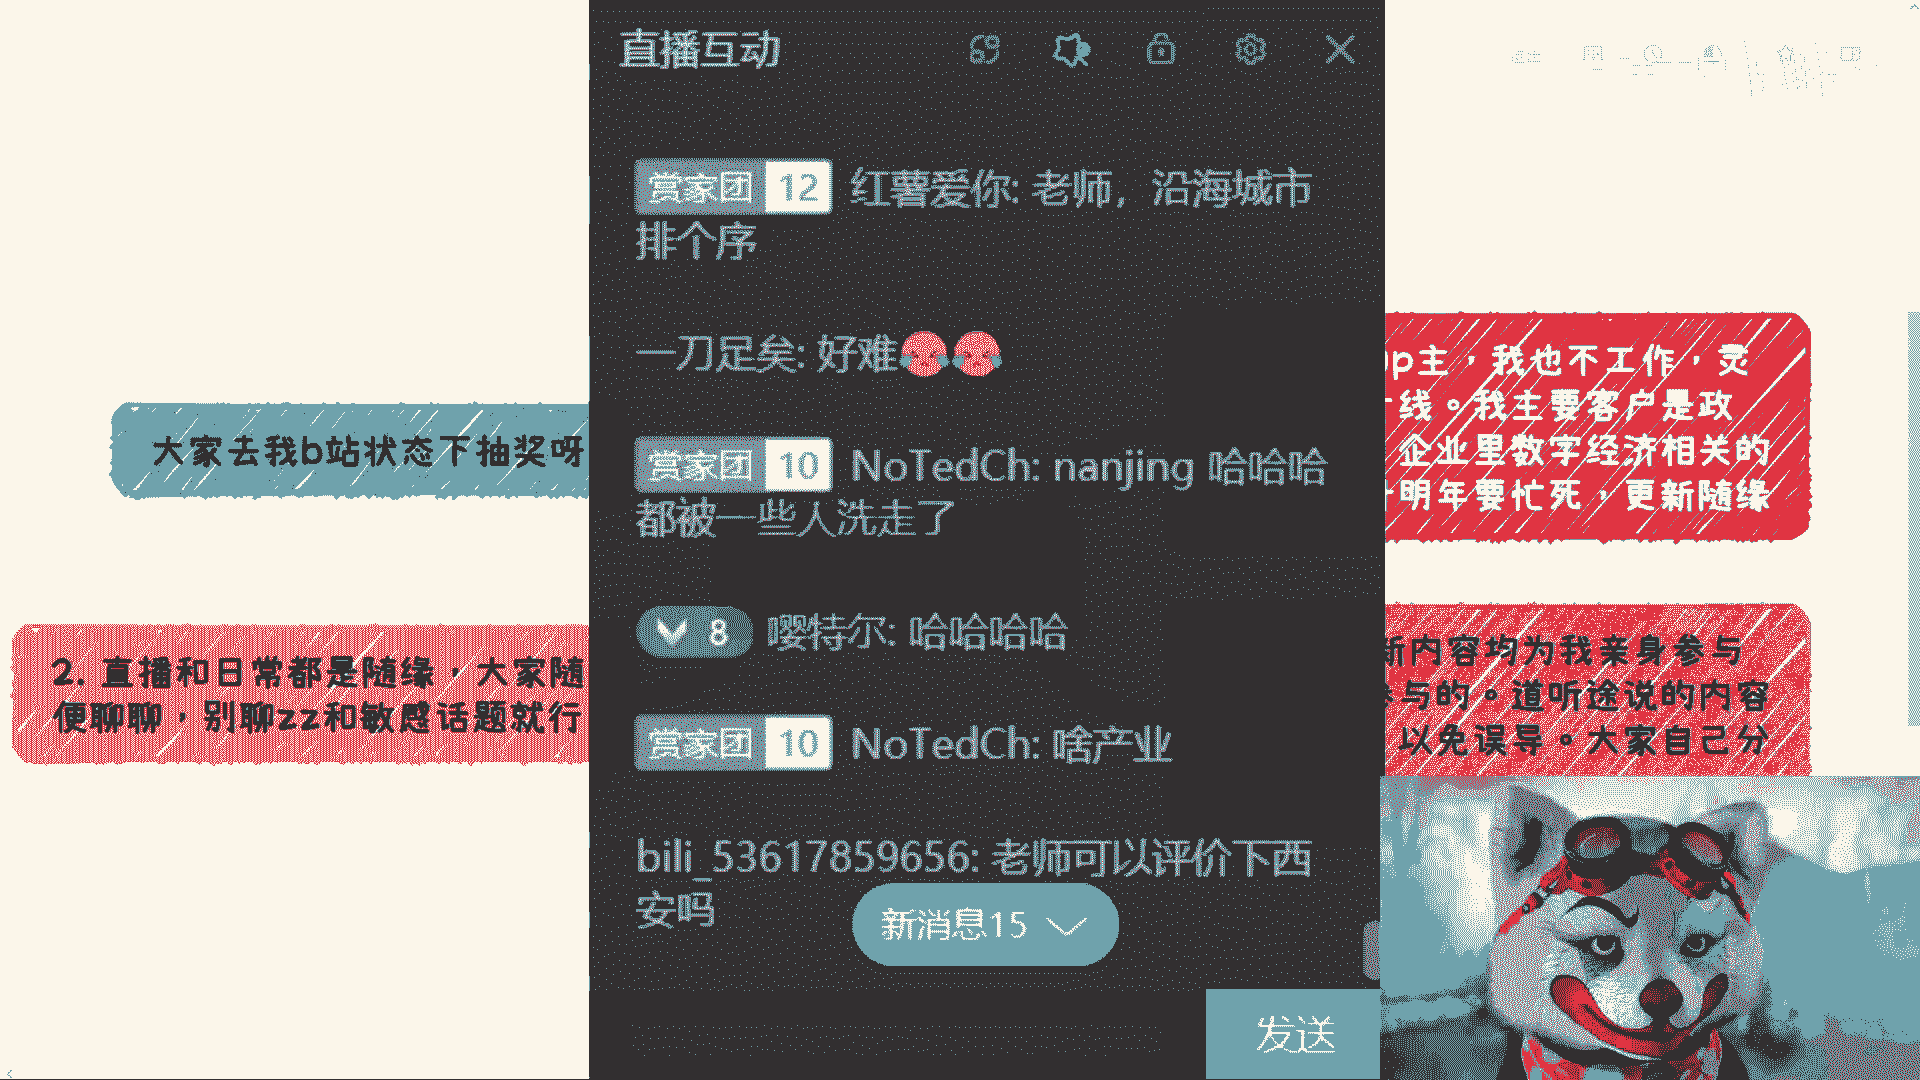 直播互动
赏家团 12 红薯爱你: 老师，沿海城市
排个序
一刀足矣: 好难
赏家团 10 NoTedCh: nanjing 哈哈哈
都被一些人洗走了
8 嘤特尔: 哈哈哈哈
赏家团 10 NoTedCh: 啥产业
bili_53617859656: 老师可以评价下西
安吗
新消息15
发送
大家去我b站状态下抽奖呀
2. 直播和日常都是随缘，大家随
便聊聊，别聊zz和敏感话题就行
p主，我也不工作，灵
线。我主要客户是政
企业里数字经济相关的
明年要忙死，更新随缘
新内容均为我亲身参与
参与的。道听途说的内容
以免误导。大家自己分